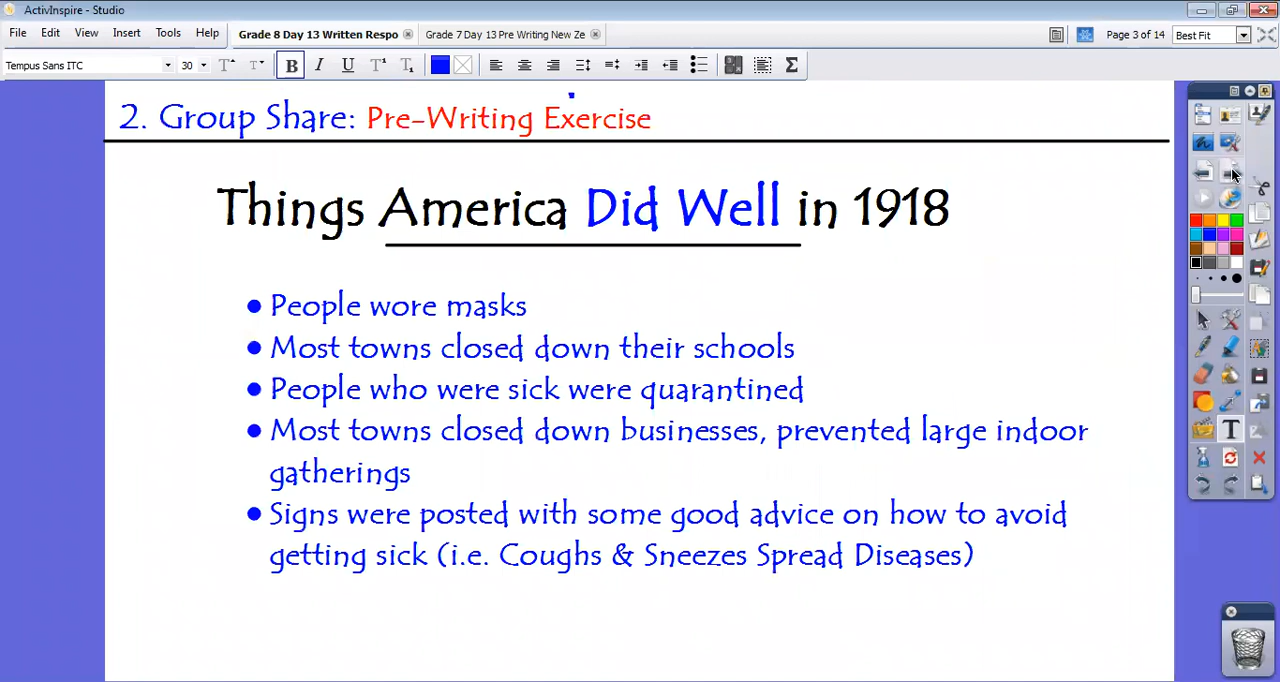 ActivInspire - Studio
File Edit View Insert Tools Help
Grade 8 Day 13 Written Respo
Grade 7 Day 13 Pre Writing New Ze
Page 3 of 14
Best Fit
Tempus Sans ITC
30
2. Group Share: Pre-Writing Exercise
Things America Did Well in 1918
• People wore masks
• Most towns closed down their schools
• People who were sick were quarantined
• Most towns closed down businesses, prevented large indoor
gatherings
• Signs were posted with some good advice on how to avoid
getting sick (i.e. Coughs & Sneezes Spread Diseases)